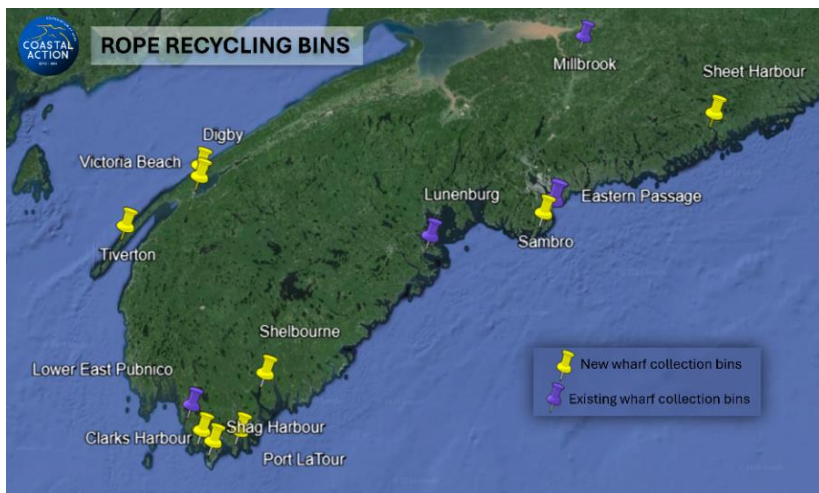 COASTAL
ACTION
ROPE RECYCLING BINS
Millbrook
Sheet Harbour
Digby
Victoria Beach
Lunenburg
Eastern Passage
Sambro
Tiverton
Shelbourne
Lower East Pubnico
New wharf collection bins
Existing wharf collection bins
Shag Harbour
Clarks Harbour
Port LaTour